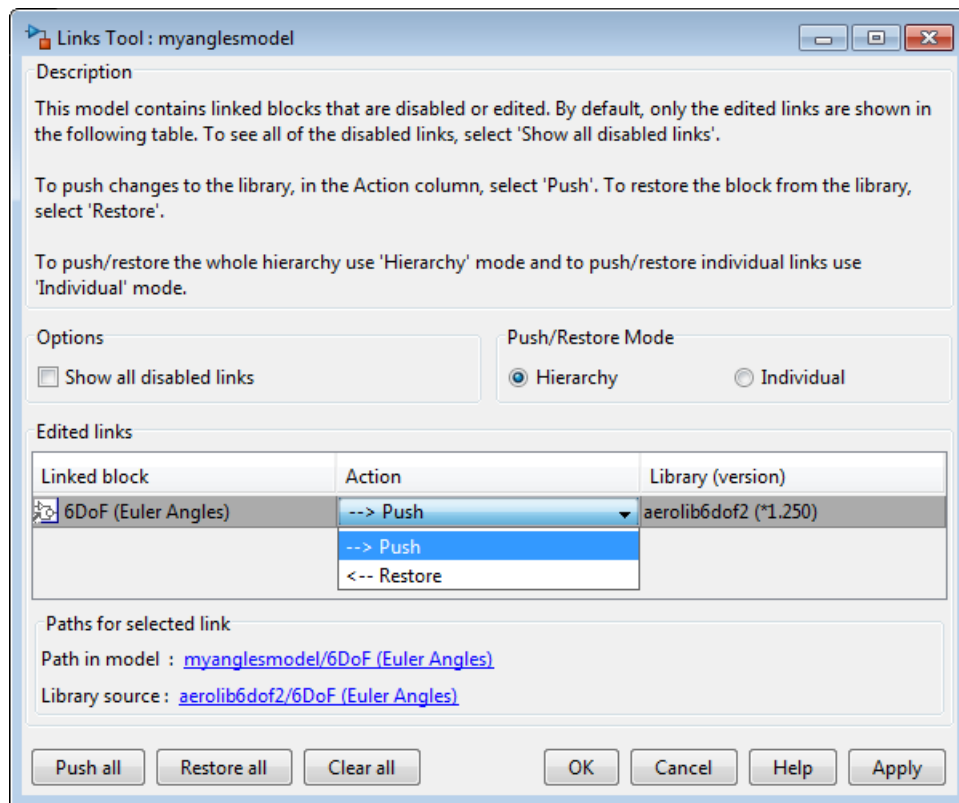 Links Tool : myanglesmodel
Description
This model contains linked blocks that are disabled or edited. By default, only the edited links are shown in
the following table. To see all of the disabled links, select 'Show all disabled links'.
To push changes to the library, in the Action column, select 'Push'. To restore the block from the library,
select 'Restore'.
To push/restore the whole hierarchy use 'Hierarchy' mode and to push/restore individual links use
'Individual' mode.
Options
Show all disabled links
Push/Restore Mode
Hierarchy Individual
Edited links
Linked block Action Library (version)
6DoF (Euler Angles) --> Push aerolib6dof2 (*1.250)
--> Push
<-- Restore
Paths for selected link
Path in model : myanglesmodel/6DoF (Euler Angles)
Library source : aerolib6dof2/6DoF (Euler Angles)
Push all Restore all Clear all OK Cancel Help Apply